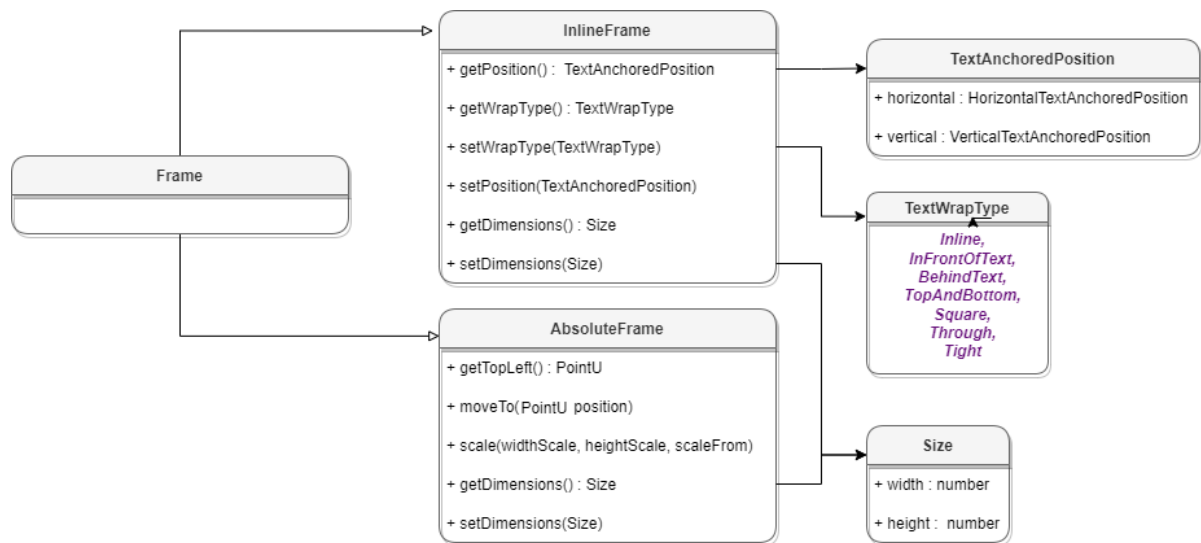 InlineFrame
+ getPosition() : TextAnchoredPosition
+ getWrapType() : TextWrapType
+ setWrapType(TextWrapType)
+ setPosition(TextAnchoredPosition)
+ getDimensions() : Size
+ setDimensions(Size)
TextAnchoredPosition
+ horizontal : HorizontalTextAnchoredPosition
+ vertical : VerticalTextAnchoredPosition
Frame
TextWrapType
Inline,
InFrontOfText,
BehindText,
TopAndBottom,
Square,
Through,
Tight
AbsoluteFrame
+ getTopLeft() : PointU
+ moveTo(PointU position)
+ scale(widthScale, heightScale, scaleFrom)
+ getDimensions() : Size
+ setDimensions(Size)
Size
+ width : number
+ height : number